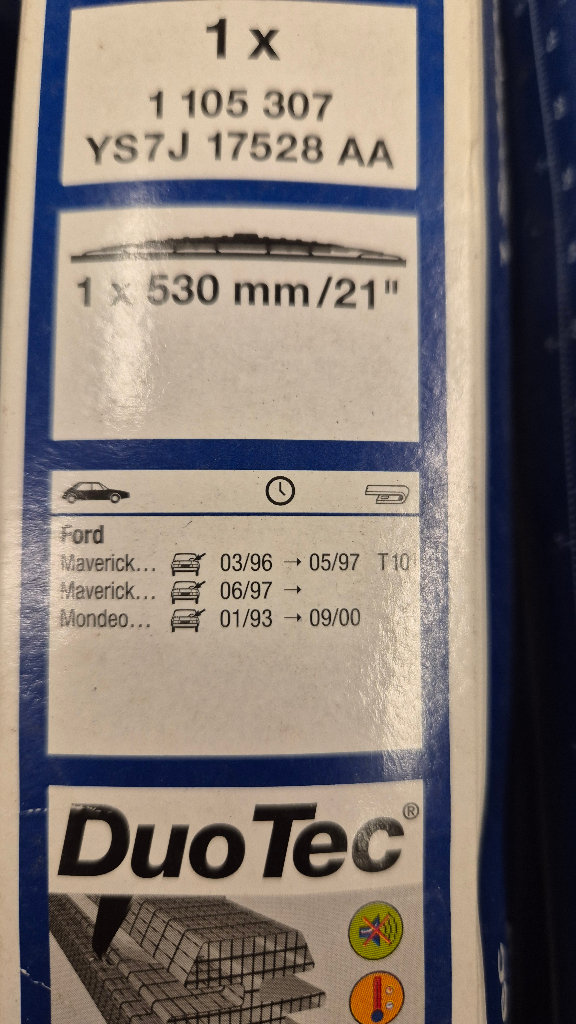 1 x
1 105 307
YS7J 17528 AA
1 x 530 mm/21"
Ford
Maverick... 03/96 → 05/97 T10
Maverick... 06/97 →
Mondeo... 01/93 → 09/00
DuoTec®